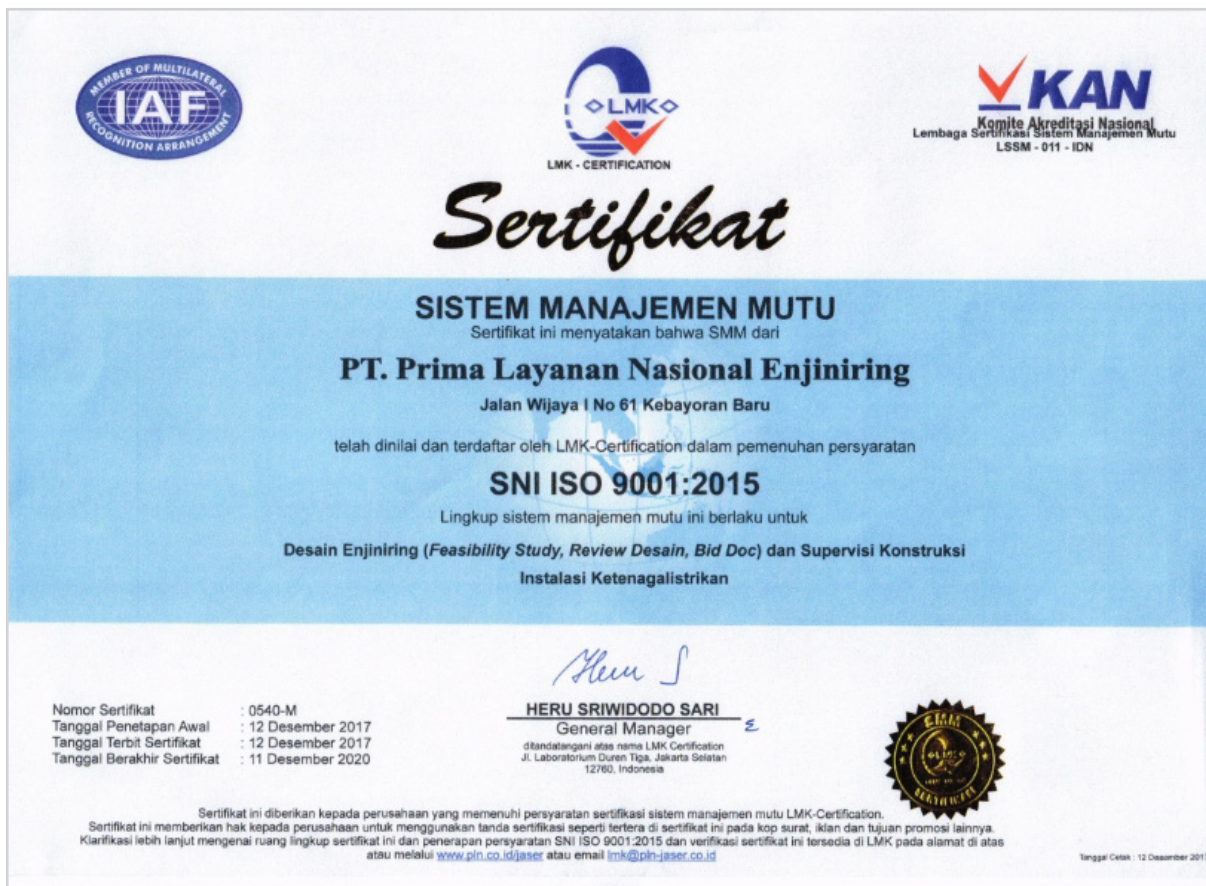 MEMBER OF MULTILATERAL
IAF
RECOGNITION ARRANGEMENT
LMK
LMK - CERTIFICATION
KAN
Komite Akreditasi Nasional
Lembaga Sertifikasi Sistem Manajemen Mutu
LSSM - 011 - IDN
Sertifikat
SISTEM MANAJEMEN MUTU
Sertifikat ini menyatakan bahwa SMM dari
PT. Prima Layanan Nasional Enjiniring
Jalan Wijaya I No 61 Kebayoran Baru
telah dinilai dan terdaftar oleh LMK-Certification dalam pemenuhan persyaratan
SNI ISO 9001:2015
Lingkup sistem manajemen mutu ini berlaku untuk
Desain Enjiniring (Feasibility Study, Review Desain, Bid Doc) dan Supervisi Konstruksi
Instalasi Ketenagalistrikan
Heru S
Nomor Sertifikat : 0540-M
Tanggal Penetapan Awal : 12 Desember 2017
Tanggal Terbit Sertifikat : 12 Desember 2017
Tanggal Berakhir Sertifikat : 11 Desember 2020
HERU SRIWIDODO SARI
General Manager
ditandatangani atas nama LMK Certification
Jl. Laboratorium Duren Tiga, Jakarta Selatan
12760, Indonesia
SMM
LMK
SERTIFIKASI
Sertifikat ini diberikan kepada perusahaan yang memenuhi persyaratan sertifikasi sistem manajemen mutu LMK-Certification.
Sertifikat ini memberikan hak kepada perusahaan untuk menggunakan tanda sertifikasi seperti tertera di sertifikat ini pada kop surat, iklan dan tujuan promosi lainnya.
Klarifikasi lebih lanjut mengenai ruang lingkup sertifikat ini dan penerapan persyaratan SNI ISO 9001:2015 dan verifikasi sertifikat ini tersedia di LMK pada alamat di atas
atau melalui www.pln.co.id/jaser atau email lmk@pln-jaser.co.id
Tanggal Cetak : 12 Desember 2017